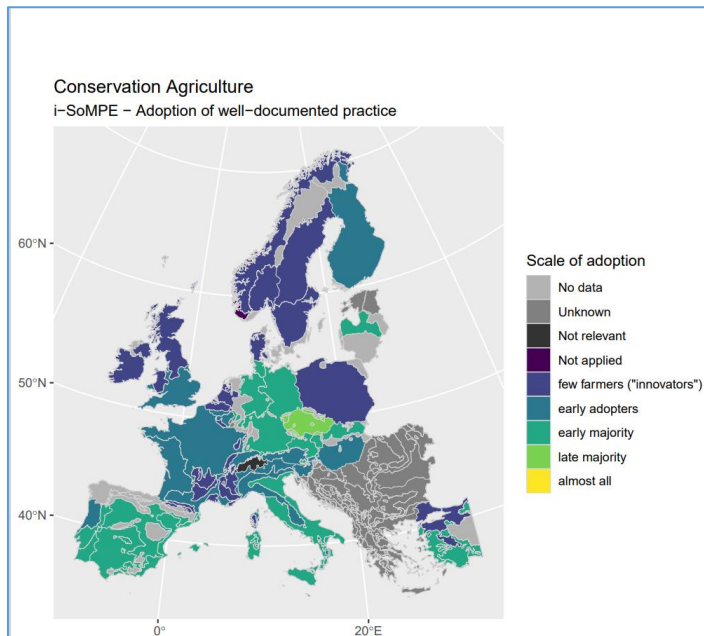 Conservation Agriculture
i−SoMPE − Adoption of well−documented practice
60°N
50°N
40°N
0°
20°E
Scale of adoption
No data
Unknown
Not relevant
Not applied
few farmers ("innovators")
early adopters
early majority
late majority
almost all